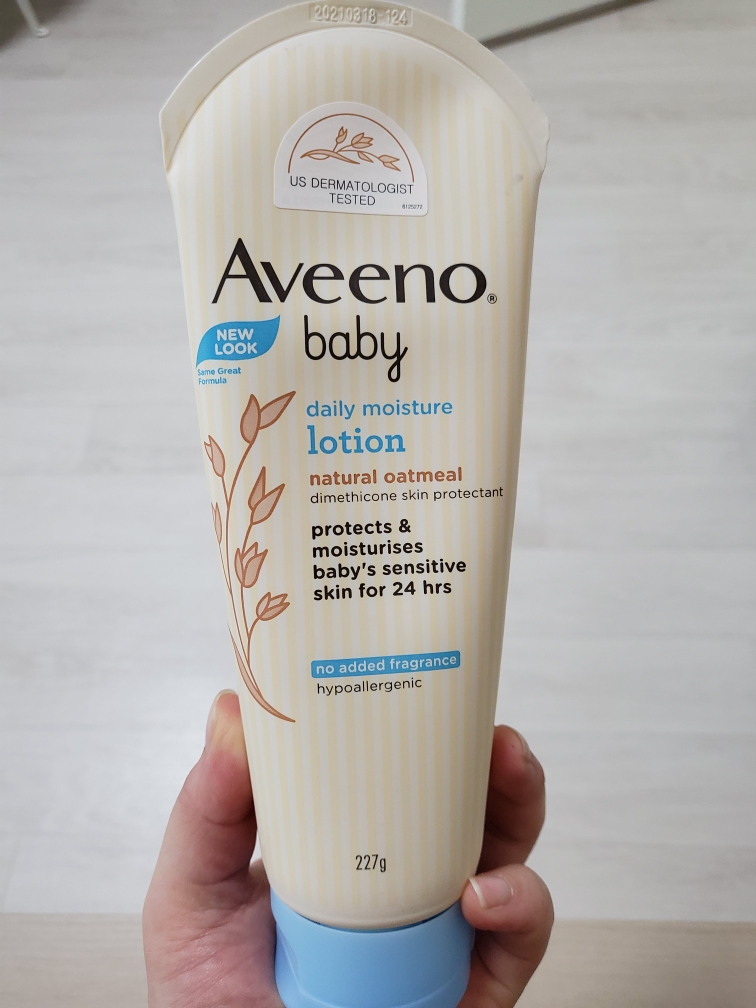 20210318-124
US DERMATOLOGIST
TESTED
6125277
Aveeno®
baby
NEW
LOOK
Same Great
Formula
daily moisture
lotion
natural oatmeal
dimethicone skin protectant
protects &
moisturises
baby's sensitive
skin for 24 hrs
no added fragrance
hypoallergenic
227g